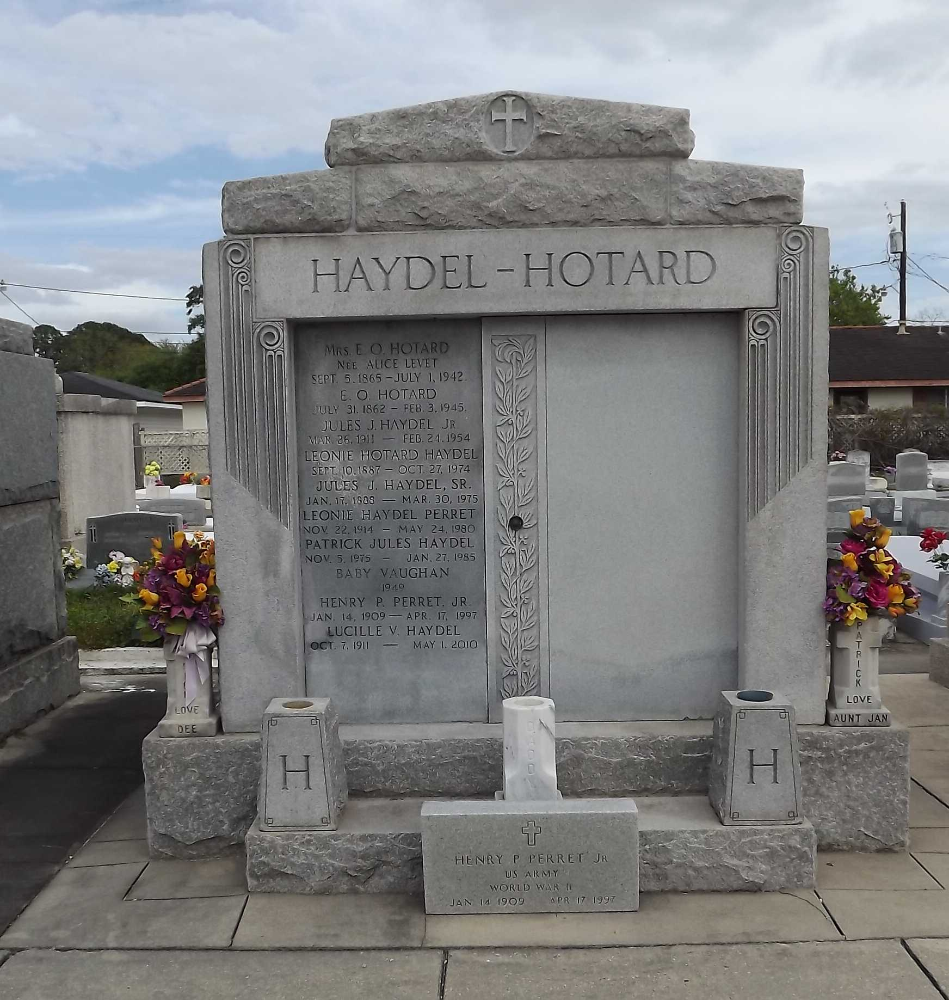 HAYDEL-HOTARD
MRS. E. O. HOTARD
NEE ALICE LEVET
SEPT. 5, 1865 - JULY 1, 1942.
E. O. HOTARD
JULY 31, 1862 - FEB. 3, 1945.
JULES J. HAYDEL JR
MAR. 26, 1911 - FEB. 24, 1954
LEONIE HOTARD HAYDEL
SEPT. 10, 1887 - OCT. 27, 1974
JULES J. HAYDEL, SR.
JAN. 17, 1888 - MAR. 30, 1975
LEONIE HAYDEL PERRET
NOV. 22, 1914 - MAY 24, 1980
PATRICK JULES HAYDEL
NOV. 5, 1975 - JAN. 27, 1985
BABY VAUGHAN
1949
HENRY P. PERRET, JR.
JAN. 14, 1909 - APR. 17, 1997
LUCILLE V. HAYDEL
OCT. 7, 1911 - MAY 1, 2010
LOVE
DEE
PATRICK
LOVE
AUNT JAN
H
H
HENRY P PERRET JR
US ARMY
WORLD WAR II
JAN 14 1909 APR 17 1997